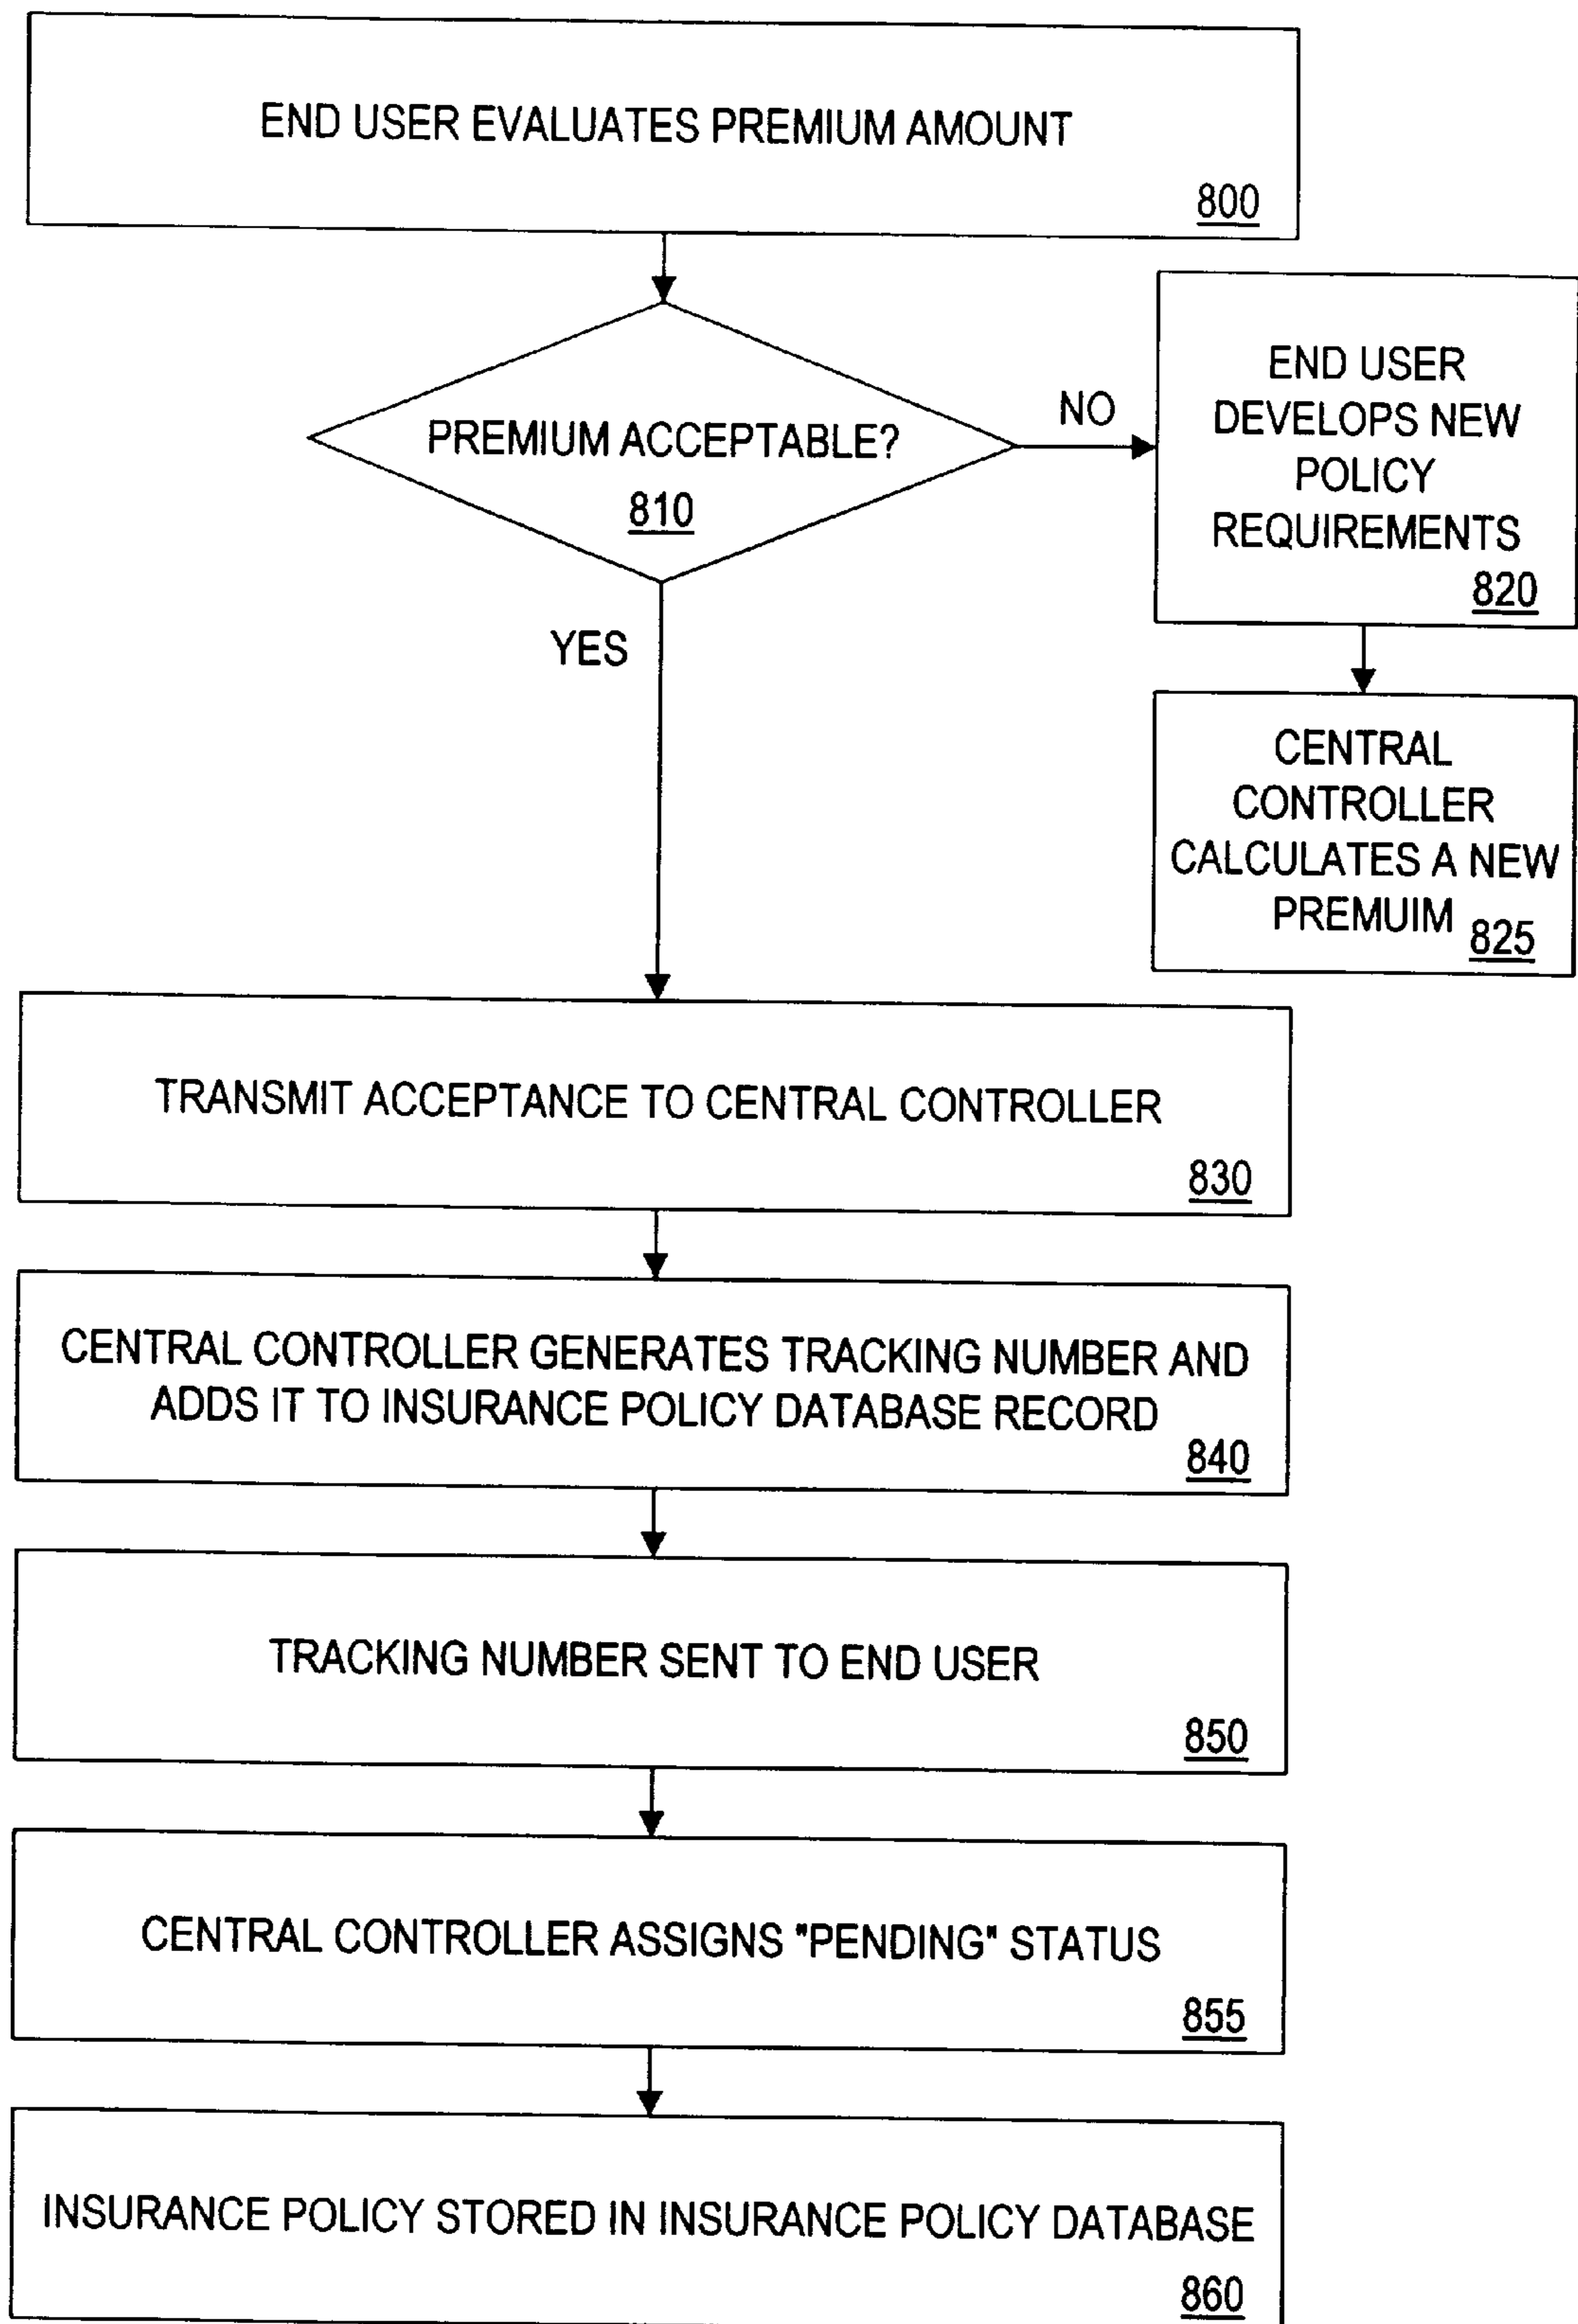 END USER EVALUATES PREMIUM AMOUNT
800
PREMIUM ACCEPTABLE?
810
NO
END USER
DEVELOPS NEW
POLICY
REQUIREMENTS
820
YES
CENTRAL
CONTROLLER
CALCULATES A NEW
PREMUIM 825
TRANSMIT ACCEPTANCE TO CENTRAL CONTROLLER
830
CENTRAL CONTROLLER GENERATES TRACKING NUMBER AND
ADDS IT TO INSURANCE POLICY DATABASE RECORD
840
TRACKING NUMBER SENT TO END USER
850
CENTRAL CONTROLLER ASSIGNS "PENDING" STATUS
855
INSURANCE POLICY STORED IN INSURANCE POLICY DATABASE
860